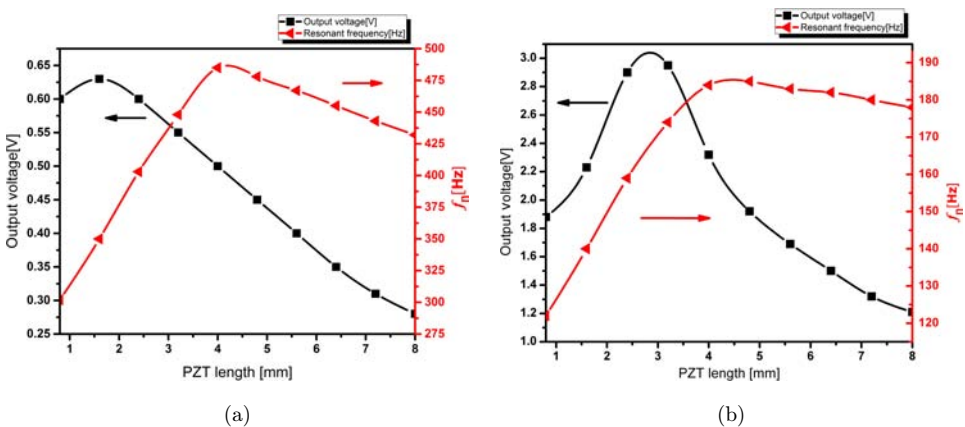 Output voltage[V]
Resonant frequency[Hz]
0.65
0.60
0.55
0.50
0.45
0.40
0.35
0.30
0.25
Output voltage[V]
500
475
450
425
400
375
350
325
300
275
fn[Hz]
1 2 3 4 5 6 7 8
PZT length [mm]
(a)
Output voltage[V]
Resonant frequency[Hz]
3.0
2.8
2.6
2.4
2.2
2.0
1.8
1.6
1.4
1.2
1.0
Output voltage[V]
190
180
170
160
150
140
130
120
fn[Hz]
1 2 3 4 5 6 7 8
PZT length [mm]
(b)